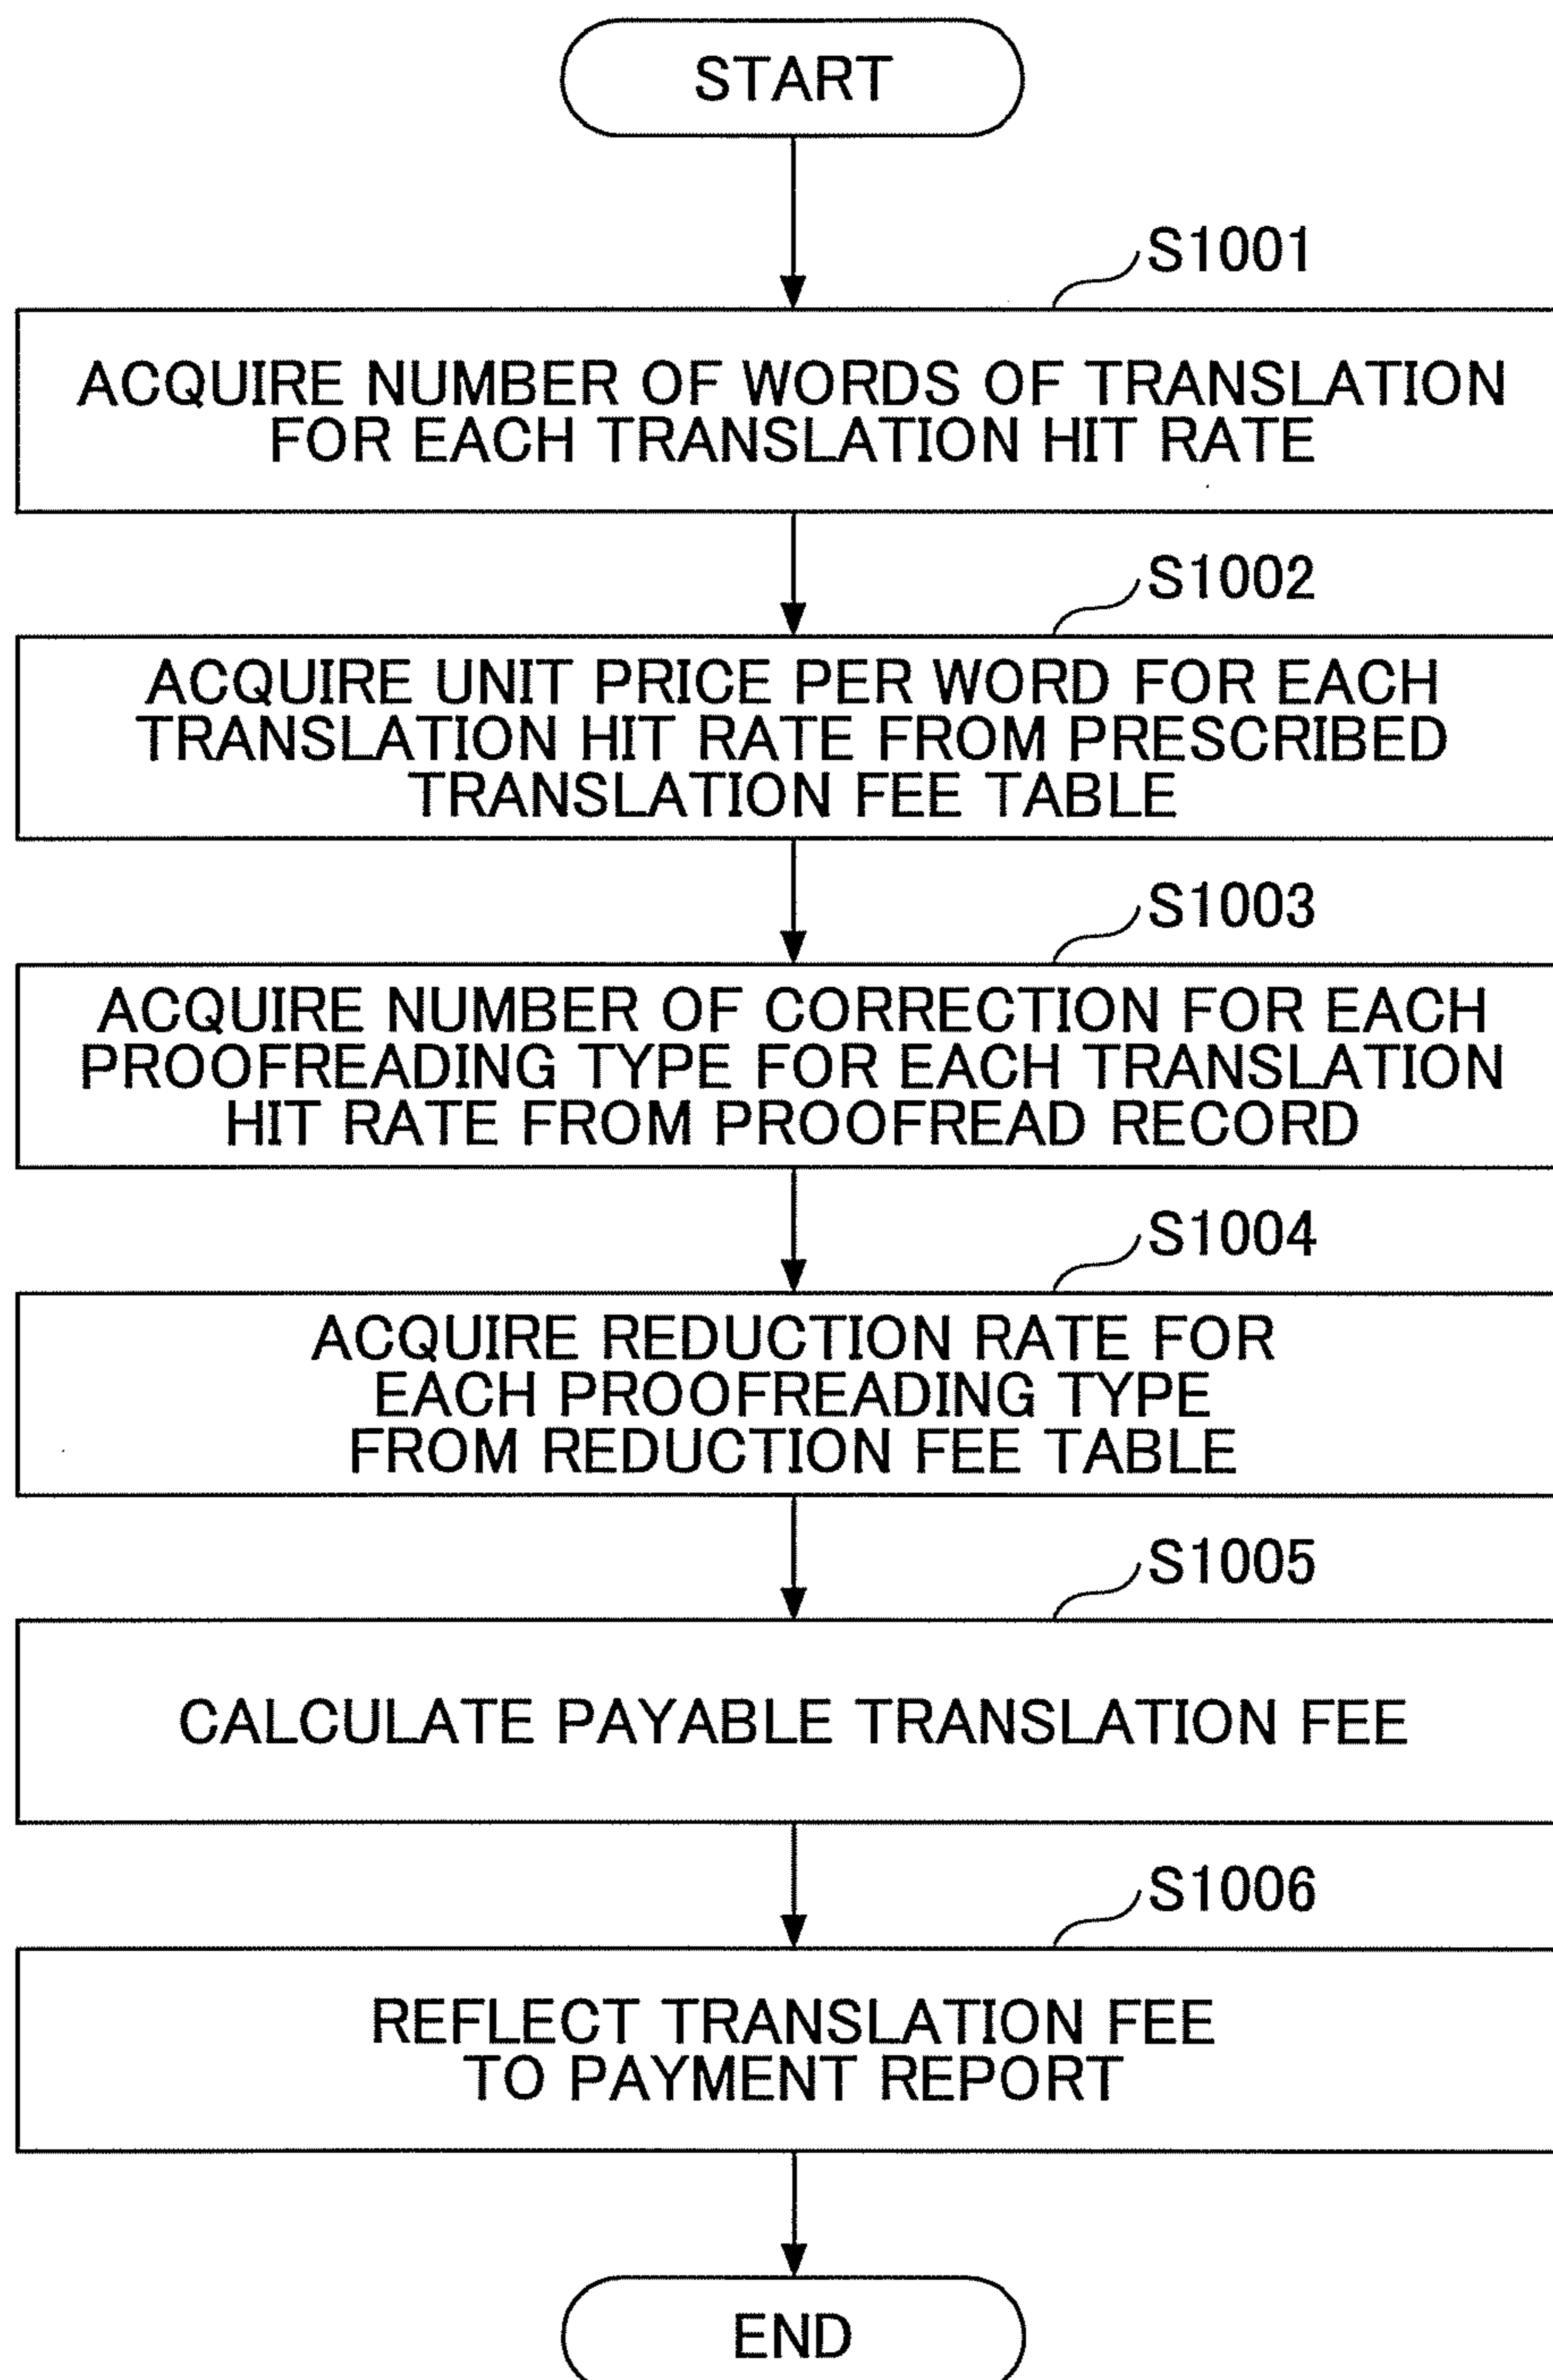 START
S1001
ACQUIRE NUMBER OF WORDS OF TRANSLATION
FOR EACH TRANSLATION HIT RATE
S1002
ACQUIRE UNIT PRICE PER WORD FOR EACH
TRANSLATION HIT RATE FROM PRESCRIBED
TRANSLATION FEE TABLE
S1003
ACQUIRE NUMBER OF CORRECTION FOR EACH
PROOFREADING TYPE FOR EACH TRANSLATION
HIT RATE FROM PROOFREAD RECORD
S1004
ACQUIRE REDUCTION RATE FOR
EACH PROOFREADING TYPE
FROM REDUCTION FEE TABLE
S1005
CALCULATE PAYABLE TRANSLATION FEE
S1006
REFLECT TRANSLATION FEE
TO PAYMENT REPORT
END